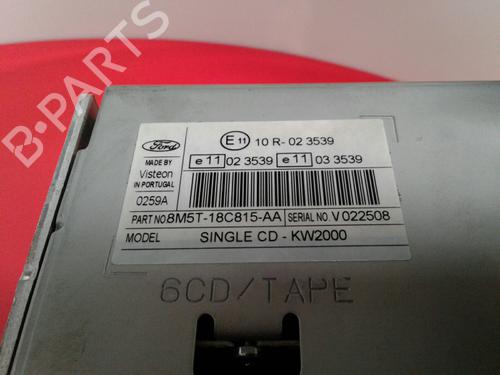 B-PARTS
Ford
E 11 10 R- 02 3539
e 11 02 3539 e 11 03 3539
MADE BY
Visteon
IN PORTUGAL
0259A
PART NO 8M5T-18C815-AA SERIAL NO. V 022508
MODEL SINGLE CD - KW2000
6CD/TAPE